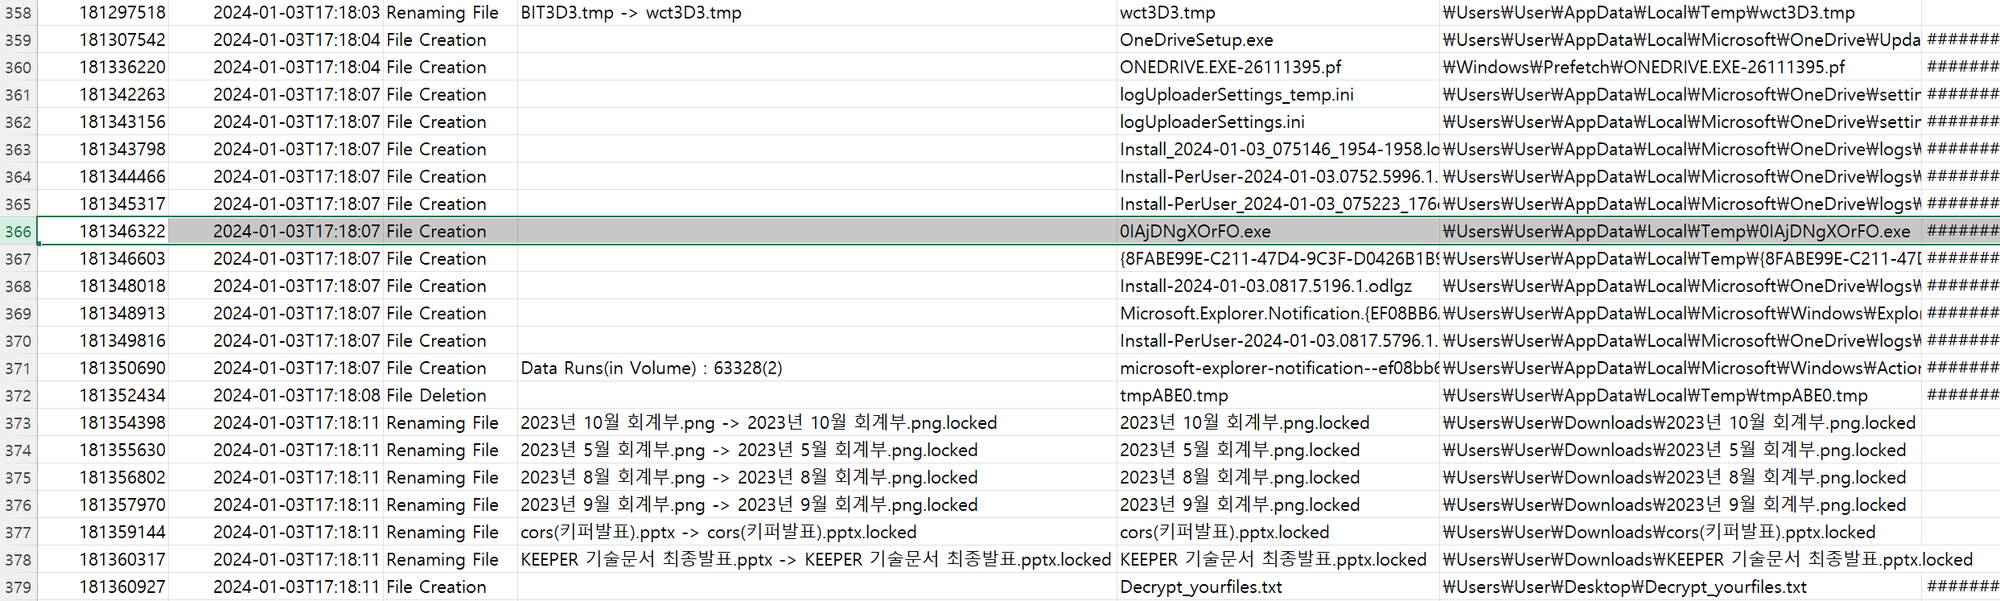 358 181297518 2024-01-03T17:18:03 Renaming File BIT3D3.tmp -> wct3D3.tmp wct3D3.tmp ₩Users₩User₩AppData₩Local₩Temp₩wct3D3.tmp
359 181307542 2024-01-03T17:18:04 File Creation OneDriveSetup.exe ₩Users₩User₩AppData₩Local₩Microsoft₩OneDrive₩Upda #######
360 181336220 2024-01-03T17:18:04 File Creation ONEDRIVE.EXE-26111395.pf ₩Windows₩Prefetch₩ONEDRIVE.EXE-26111395.pf #######
361 181342263 2024-01-03T17:18:07 File Creation logUploaderSettings_temp.ini ₩Users₩User₩AppData₩Local₩Microsoft₩OneDrive₩settin #######
362 181343156 2024-01-03T17:18:07 File Creation logUploaderSettings.ini ₩Users₩User₩AppData₩Local₩Microsoft₩OneDrive₩settin #######
363 181343798 2024-01-03T17:18:07 File Creation Install_2024-01-03_075146_1954-1958.lo ₩Users₩User₩AppData₩Local₩Microsoft₩OneDrive₩logs₩ #######
364 181344466 2024-01-03T17:18:07 File Creation Install-PerUser-2024-01-03.0752.5996.1. ₩Users₩User₩AppData₩Local₩Microsoft₩OneDrive₩logs₩ #######
365 181345317 2024-01-03T17:18:07 File Creation Install-PerUser_2024-01-03_075223_176 ₩Users₩User₩AppData₩Local₩Microsoft₩OneDrive₩logs₩ #######
366 181346322 2024-01-03T17:18:07 File Creation 0IAjDNgXOrFO.exe ₩Users₩User₩AppData₩Local₩Temp₩0IAjDNgXOrFO.exe #######
367 181346603 2024-01-03T17:18:07 File Creation {8FABE99E-C211-47D4-9C3F-D0426B1B9 ₩Users₩User₩AppData₩Local₩Temp₩{8FABE99E-C211-47D #######
368 181348018 2024-01-03T17:18:07 File Creation Install-2024-01-03.0817.5196.1.odlgz ₩Users₩User₩AppData₩Local₩Microsoft₩OneDrive₩logs₩ #######
369 181348913 2024-01-03T17:18:07 File Creation Microsoft.Explorer.Notification.{EF08BB6 ₩Users₩User₩AppData₩Local₩Microsoft₩Windows₩Explo #######
370 181349816 2024-01-03T17:18:07 File Creation Install-PerUser-2024-01-03.0817.5796.1. ₩Users₩User₩AppData₩Local₩Microsoft₩OneDrive₩logs₩ #######
371 181350690 2024-01-03T17:18:07 File Creation Data Runs(in Volume) : 63328(2) microsoft-explorer-notification--ef08bb6 ₩Users₩User₩AppData₩Local₩Microsoft₩Windows₩Action #######
372 181352434 2024-01-03T17:18:08 File Deletion tmpABE0.tmp ₩Users₩User₩AppData₩Local₩Temp₩tmpABE0.tmp #######
373 181354398 2024-01-03T17:18:11 Renaming File 2023년 10월 회계부.png -> 2023년 10월 회계부.png.locked 2023년 10월 회계부.png.locked ₩Users₩User₩Downloads₩2023년 10월 회계부.png.locked
374 181355630 2024-01-03T17:18:11 Renaming File 2023년 5월 회계부.png -> 2023년 5월 회계부.png.locked 2023년 5월 회계부.png.locked ₩Users₩User₩Downloads₩2023년 5월 회계부.png.locked
375 181356802 2024-01-03T17:18:11 Renaming File 2023년 8월 회계부.png -> 2023년 8월 회계부.png.locked 2023년 8월 회계부.png.locked ₩Users₩User₩Downloads₩2023년 8월 회계부.png.locked
376 181357970 2024-01-03T17:18:11 Renaming File 2023년 9월 회계부.png -> 2023년 9월 회계부.png.locked 2023년 9월 회계부.png.locked ₩Users₩User₩Downloads₩2023년 9월 회계부.png.locked
377 181359144 2024-01-03T17:18:11 Renaming File cors(키퍼발표).pptx -> cors(키퍼발표).pptx.locked cors(키퍼발표).pptx.locked ₩Users₩User₩Downloads₩cors(키퍼발표).pptx.locked
378 181360317 2024-01-03T17:18:11 Renaming File KEEPER 기술문서 최종발표.pptx -> KEEPER 기술문서 최종발표.pptx.locked KEEPER 기술문서 최종발표.pptx.locked ₩Users₩User₩Downloads₩KEEPER 기술문서 최종발표.pptx.locked
379 181360927 2024-01-03T17:18:11 File Creation Decrypt_yourfiles.txt ₩Users₩User₩Desktop₩Decrypt_yourfiles.txt #######